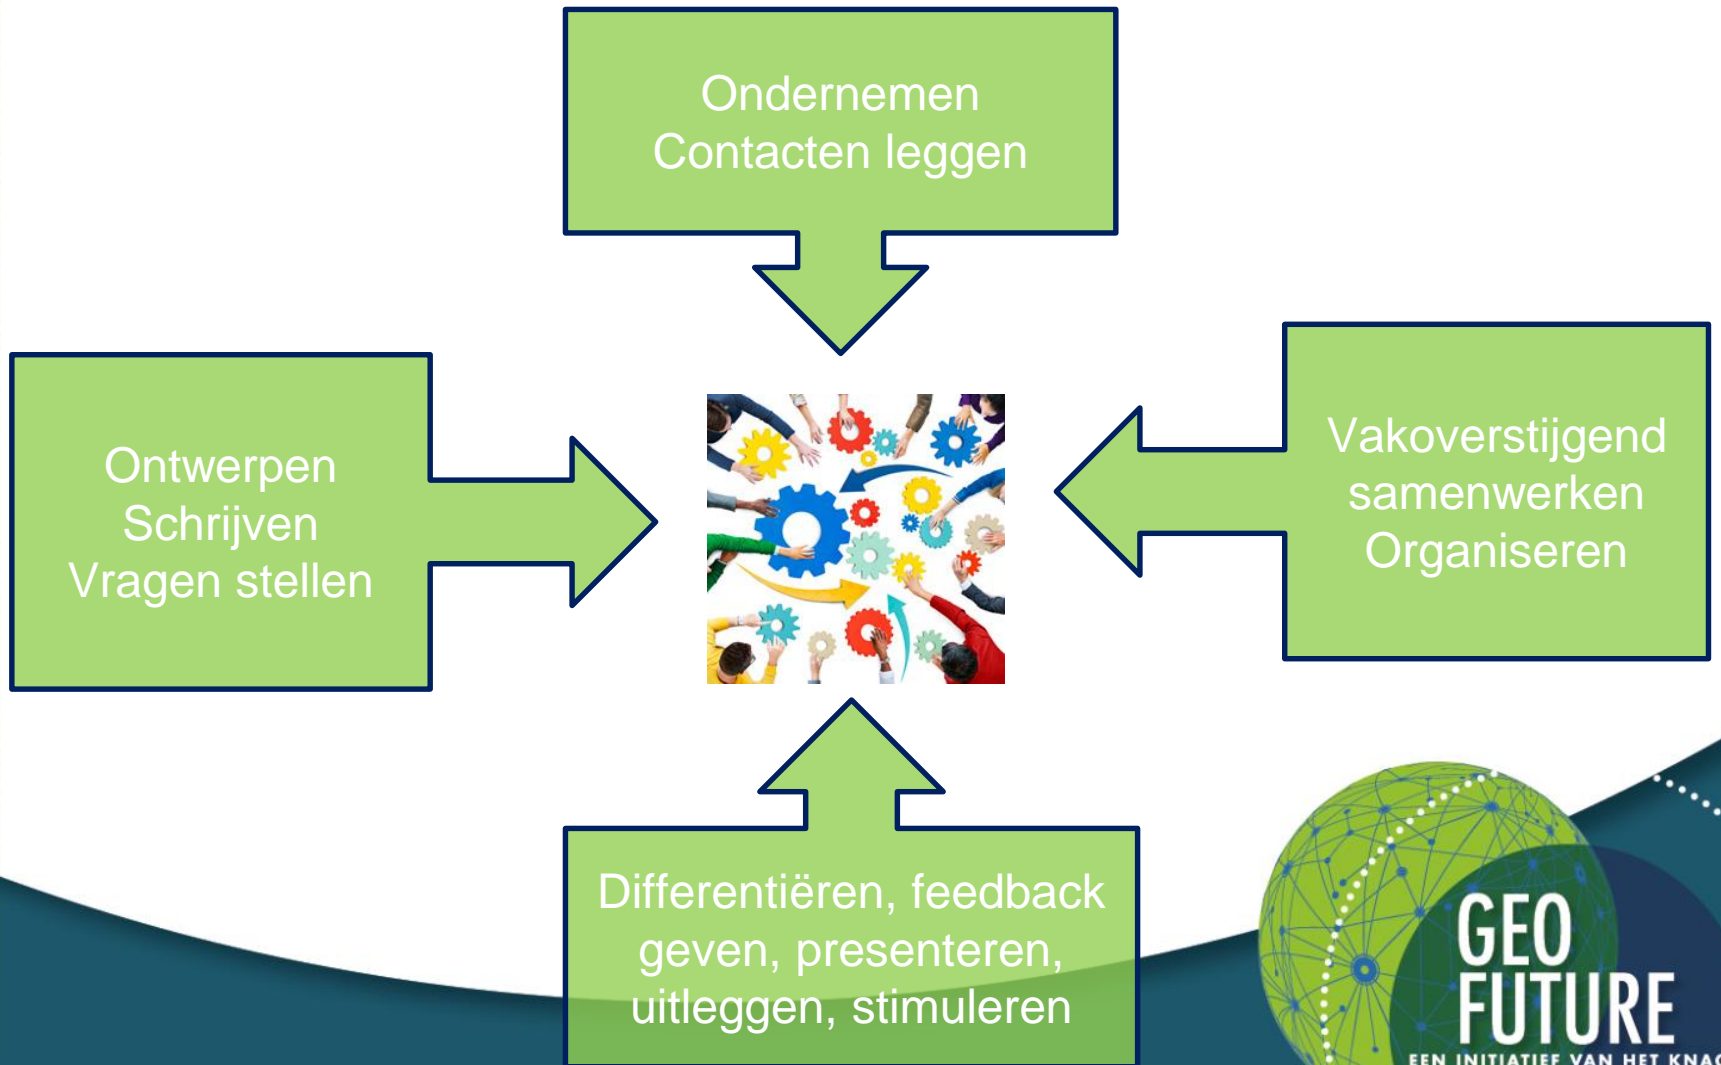 Ondernemen
Contacten leggen
Ontwerpen
Schrijven
Vragen stellen
Vakoverstijgend
samenwerken
Organiseren
Differentiëren, feedback
geven, presenteren,
uitleggen, stimuleren
GEO
FUTURE
EEN INITIATIEF VAN HET KNAG